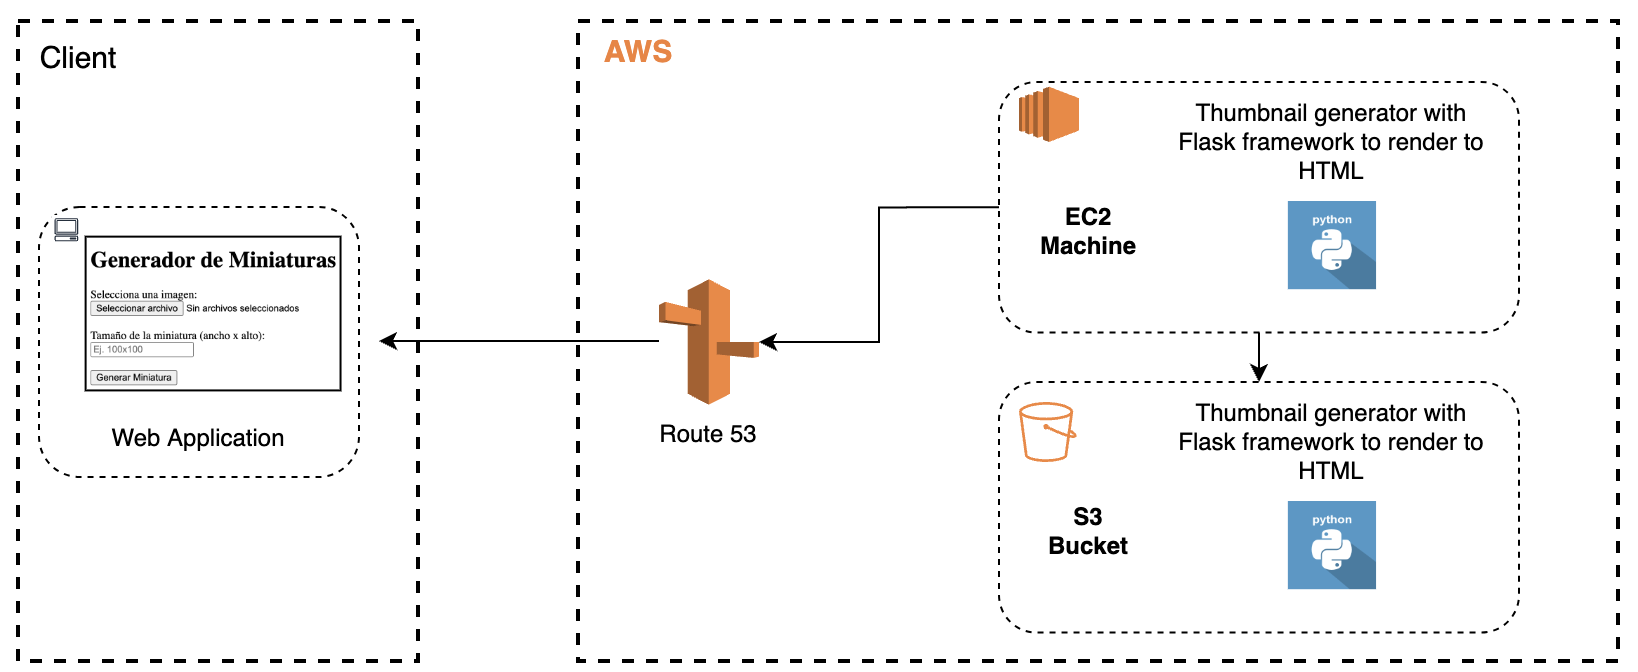 Client
Generador de Miniaturas
Selecciona una imagen:
Seleccionar archivo Sin archivos seleccionados
Tamaño de la miniatura (ancho x alto):
Ej. 100x100
Generar Miniatura
Web Application
AWS
Route 53
Thumbnail generator with
Flask framework to render to
HTML
EC2
Machine
python
Thumbnail generator with
Flask framework to render to
HTML
S3
Bucket
python